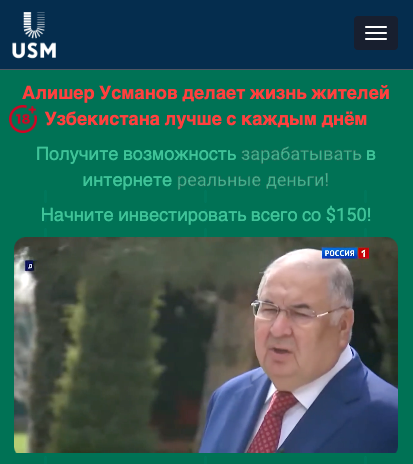 USM
Алишер Усманов делает жизнь жителей
18+ Узбекистана лучше с каждым днём
Получите возможность зарабатывать в
интернете реальные деньги!
Начните инвестировать всего со $150!
РОССИЯ 1
Д